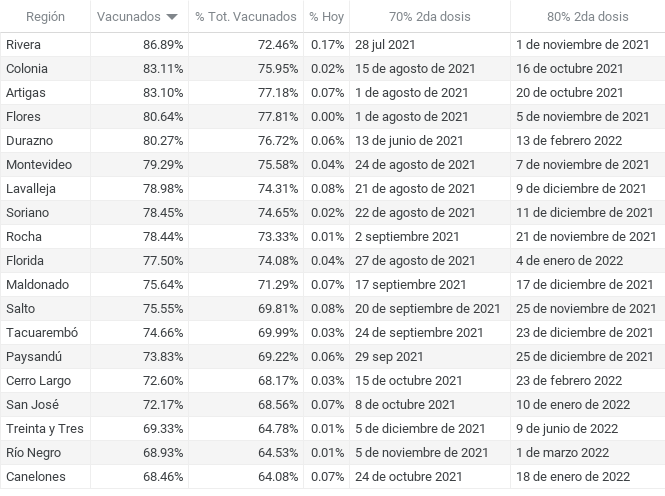 Región Vacunados % Tot. Vacunados % Hoy 70% 2da dosis 80% 2da dosis
Rivera 86.89% 72.46% 0.17% 28 jul 2021 1 de noviembre de 2021
Colonia 83.11% 75.95% 0.02% 15 de agosto de 2021 16 de octubre 2021
Artigas 83.10% 77.18% 0.07% 1 de agosto de 2021 20 de octubre 2021
Flores 80.64% 77.81% 0.00% 1 de agosto de 2021 5 de noviembre de 2021
Durazno 80.27% 76.72% 0.06% 13 de junio de 2021 13 de febrero 2022
Montevideo 79.29% 75.58% 0.04% 24 de agosto de 2021 7 de noviembre de 2021
Lavalleja 78.98% 74.31% 0.08% 21 de agosto de 2021 9 de diciembre de 2021
Soriano 78.45% 74.65% 0.02% 22 de agosto de 2021 11 de diciembre de 2021
Rocha 78.44% 73.33% 0.01% 2 septiembre 2021 21 de noviembre de 2021
Florida 77.50% 74.08% 0.04% 27 de agosto de 2021 4 de enero de 2022
Maldonado 75.64% 71.29% 0.07% 17 septiembre 2021 17 de diciembre de 2021
Salto 75.55% 69.81% 0.08% 20 de septiembre de 2021 25 de noviembre de 2021
Tacuarembó 74.66% 69.99% 0.03% 24 de septiembre 2021 23 de diciembre de 2021
Paysandú 73.83% 69.22% 0.06% 29 sep 2021 25 de diciembre de 2021
Cerro Largo 72.60% 68.17% 0.03% 15 de octubre 2021 23 de febrero 2022
San José 72.17% 68.56% 0.07% 8 de octubre 2021 10 de enero de 2022
Treinta y Tres 69.33% 64.78% 0.01% 5 de diciembre de 2021 9 de junio de 2022
Río Negro 68.93% 64.53% 0.01% 5 de noviembre de 2021 1 de marzo 2022
Canelones 68.46% 64.08% 0.07% 24 de octubre 2021 18 de enero de 2022